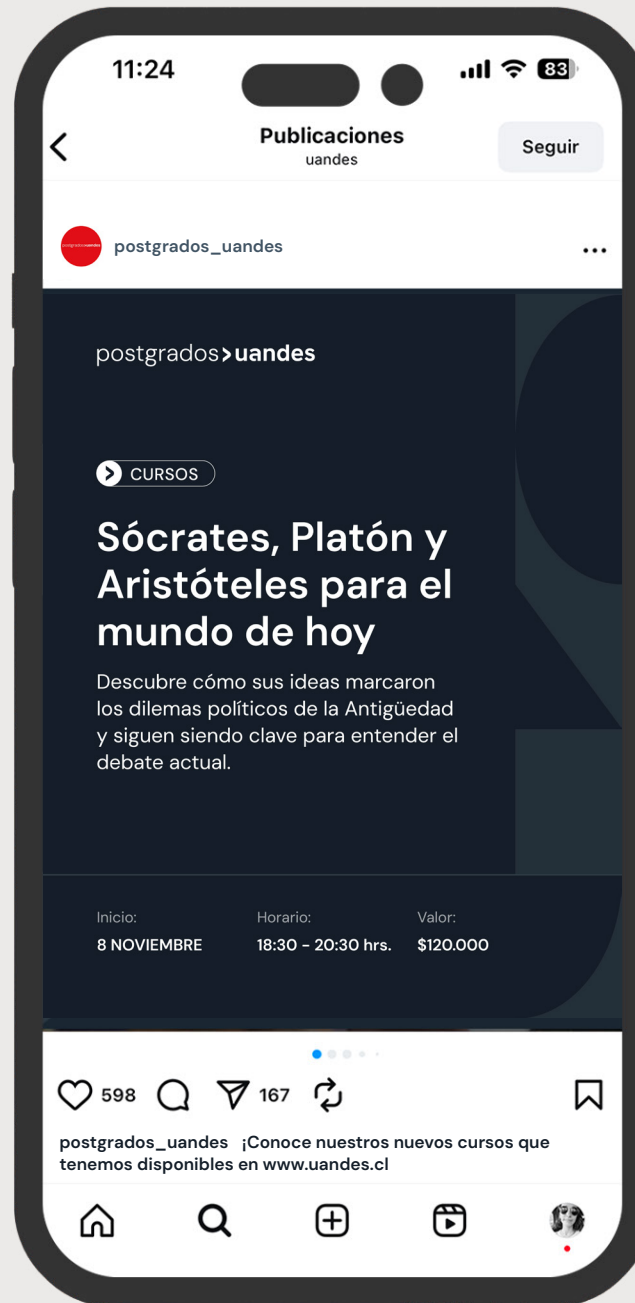 11:24
83
Publicaciones
uandes
Seguir
postgrados_uandes
postgrados>uandes
CURSOS
Sócrates, Platón y
Aristóteles para el
mundo de hoy
Descubre cómo sus ideas marcaron
los dilemas políticos de la Antigüedad
y siguen siendo clave para entender el
debate actual.
Inicio: Horario: Valor:
8 NOVIEMBRE 18:30 - 20:30 hrs. $120.000
598 167
postgrados_uandes ¡Conoce nuestros nuevos cursos que
tenemos disponibles en www.uandes.cl